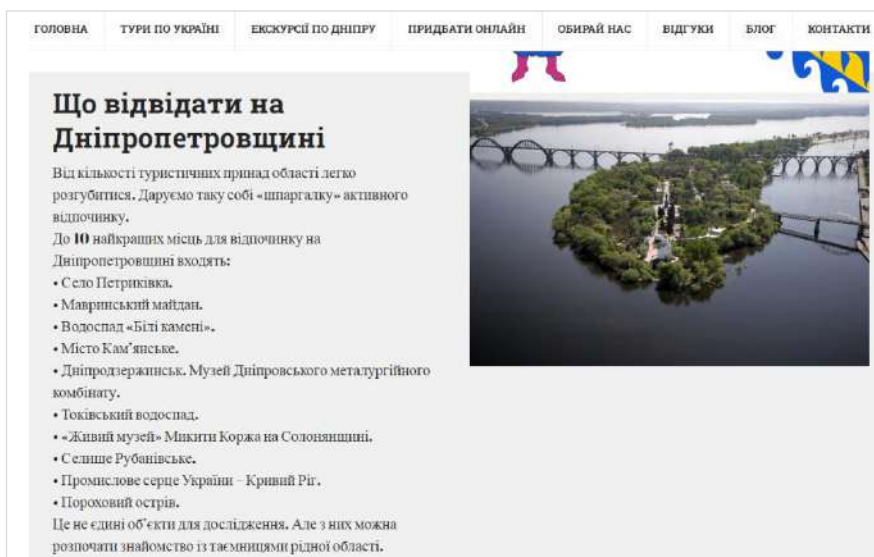 ГОЛОВНА ТУРИ ПО УКРАЇНІ ЕКСКУРСІЇ ПО ДНІПРУ ПРИДБАТИ ОНЛАЙН ОБИРАЙ НАС ВІДГУКИ БЛОГ КОНТАКТИ
Що відвідати на
Дніпропетровщині
Від кількості туристичних принад області легко
розгубитися. Даруємо таку собі «шпаргалку» активного
відпочинку.
До 10 найкращих місць для відпочинку на
Дніпропетровщині входять:
• Село Петриківка.
• Мавринський майдан.
• Водоспад «Білі камені».
• Місто Кам’янське.
• Дніпродзержинськ. Музей Дніпровського металургійного
комбінату.
• Токівський водоспад.
• «Живий музей» Микити Коржа на Солонянщині.
• Селище Рубанівське.
• Промислове серце України – Кривий Ріг.
• Пороховий острів.
Це не єдині об’єкти для дослідження. Але з них можна
розпочати знайомство із таємницями рідної області.